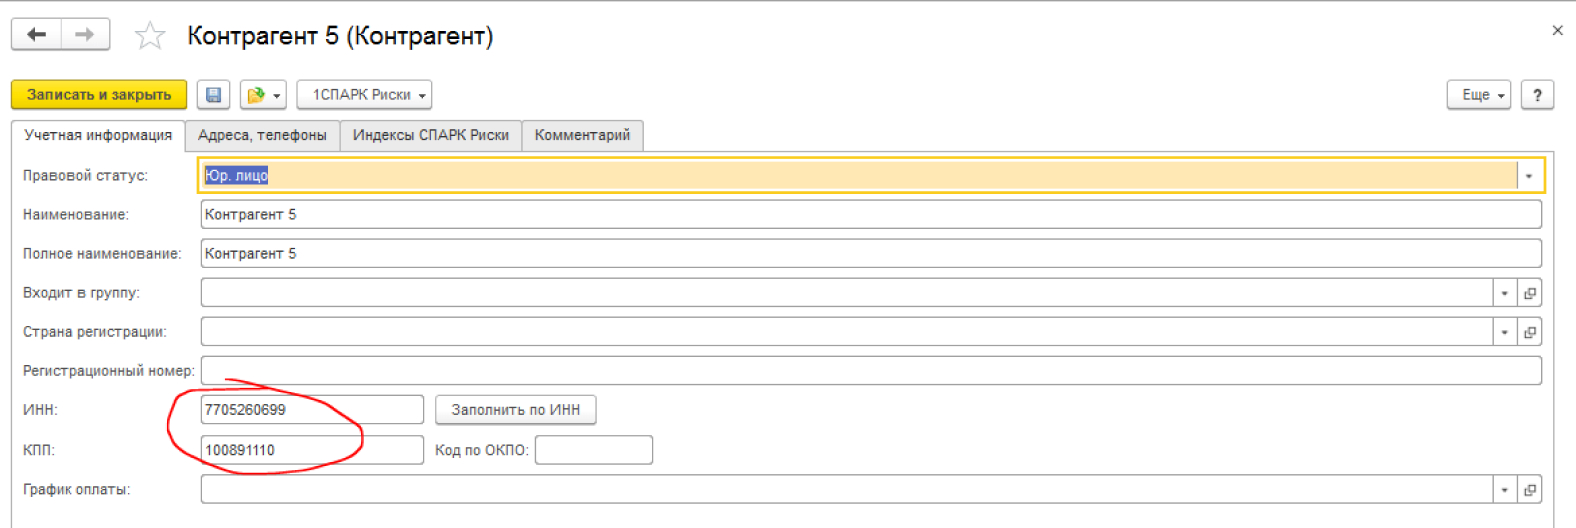 Контрагент 5 (Контрагент)
Записать и закрыть 1СПАРК Риски Еще ?
Учетная информация Адреса, телефоны Индексы СПАРК Риски Комментарий
Правовой статус: Юр. лицо
Наименование: Контрагент 5
Полное наименование: Контрагент 5
Входит в группу:
Страна регистрации:
Регистрационный номер:
ИНН: 7705260699 Заполнить по ИНН
КПП: 100891110 Код по ОКПО:
График оплаты: